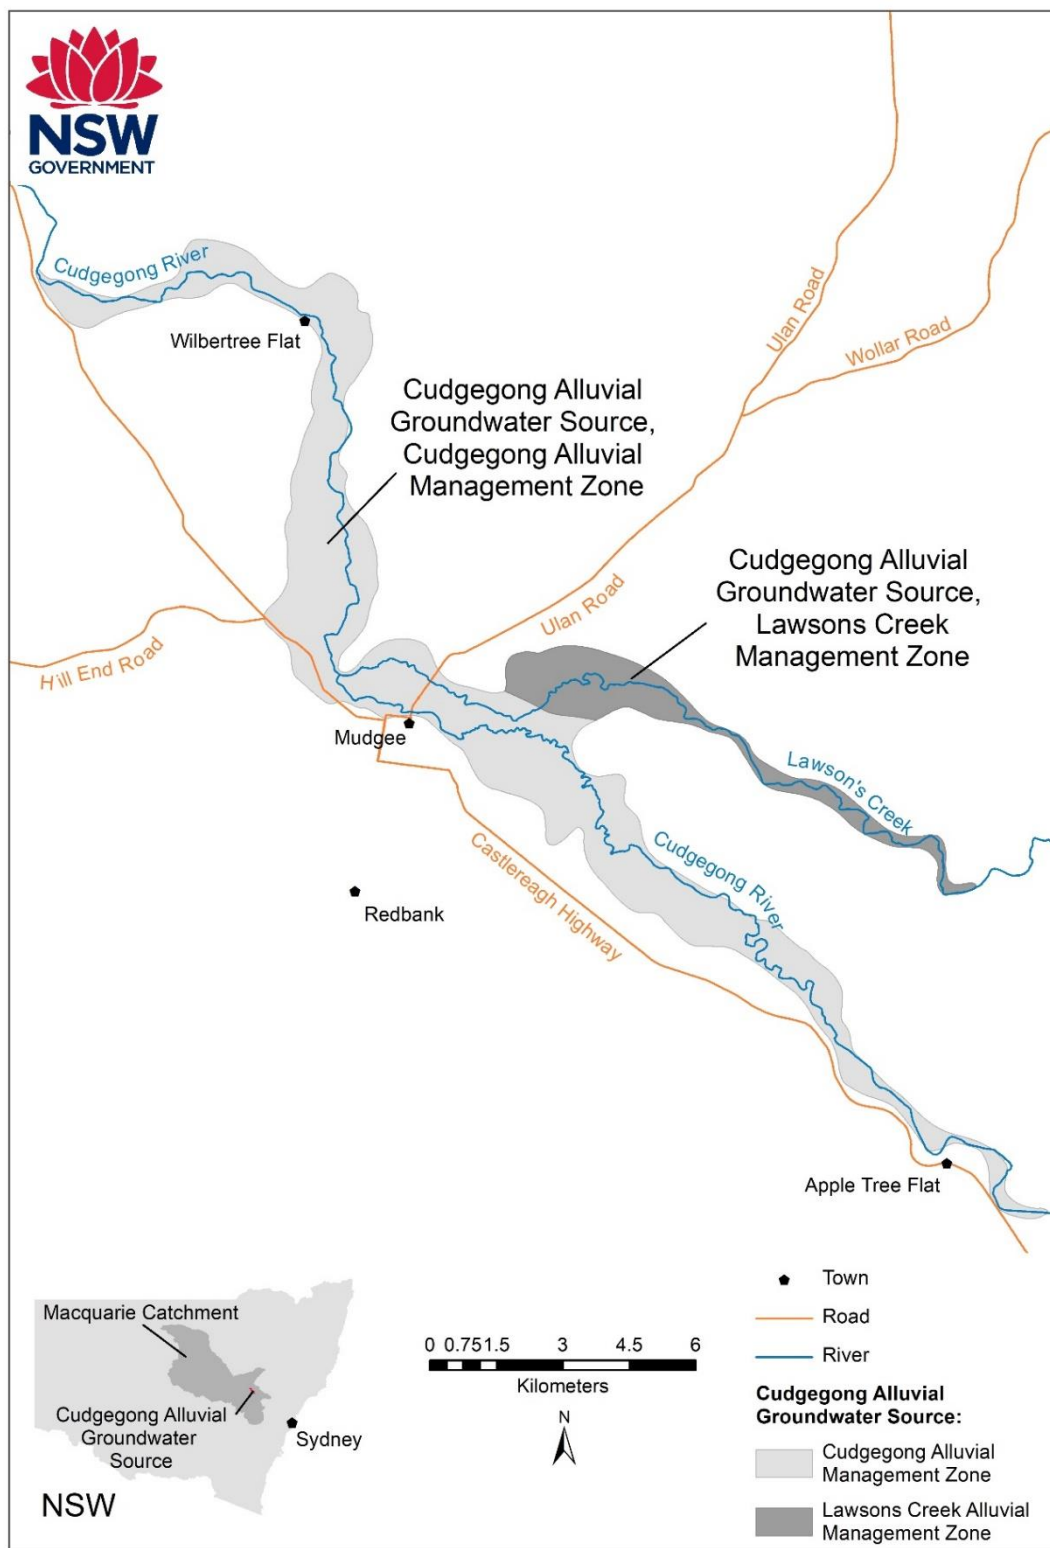 NSW
GOVERNMENT
Cudgegong River
Wilbertree Flat
Cudgegong Alluvial
Groundwater Source,
Cudgegong Alluvial
Management Zone
Ulan Road
Wollar Road
Cudgegong Alluvial
Groundwater Source,
Lawsons Creek
Management Zone
Ulan Road
Hill End Road
Mudgee
Lawson's Creek
Cudgegong River
Castlereagh Highway
Redbank
Apple Tree Flat
Macquarie Catchment
Cudgegong Alluvial
Groundwater
Source
Sydney
NSW
0 0.75 1.5 3 4.5 6
Kilometers
N
Town
Road
River
Cudgegong Alluvial
Groundwater Source:
Cudgegong Alluvial
Management Zone
Lawsons Creek Alluvial
Management Zone